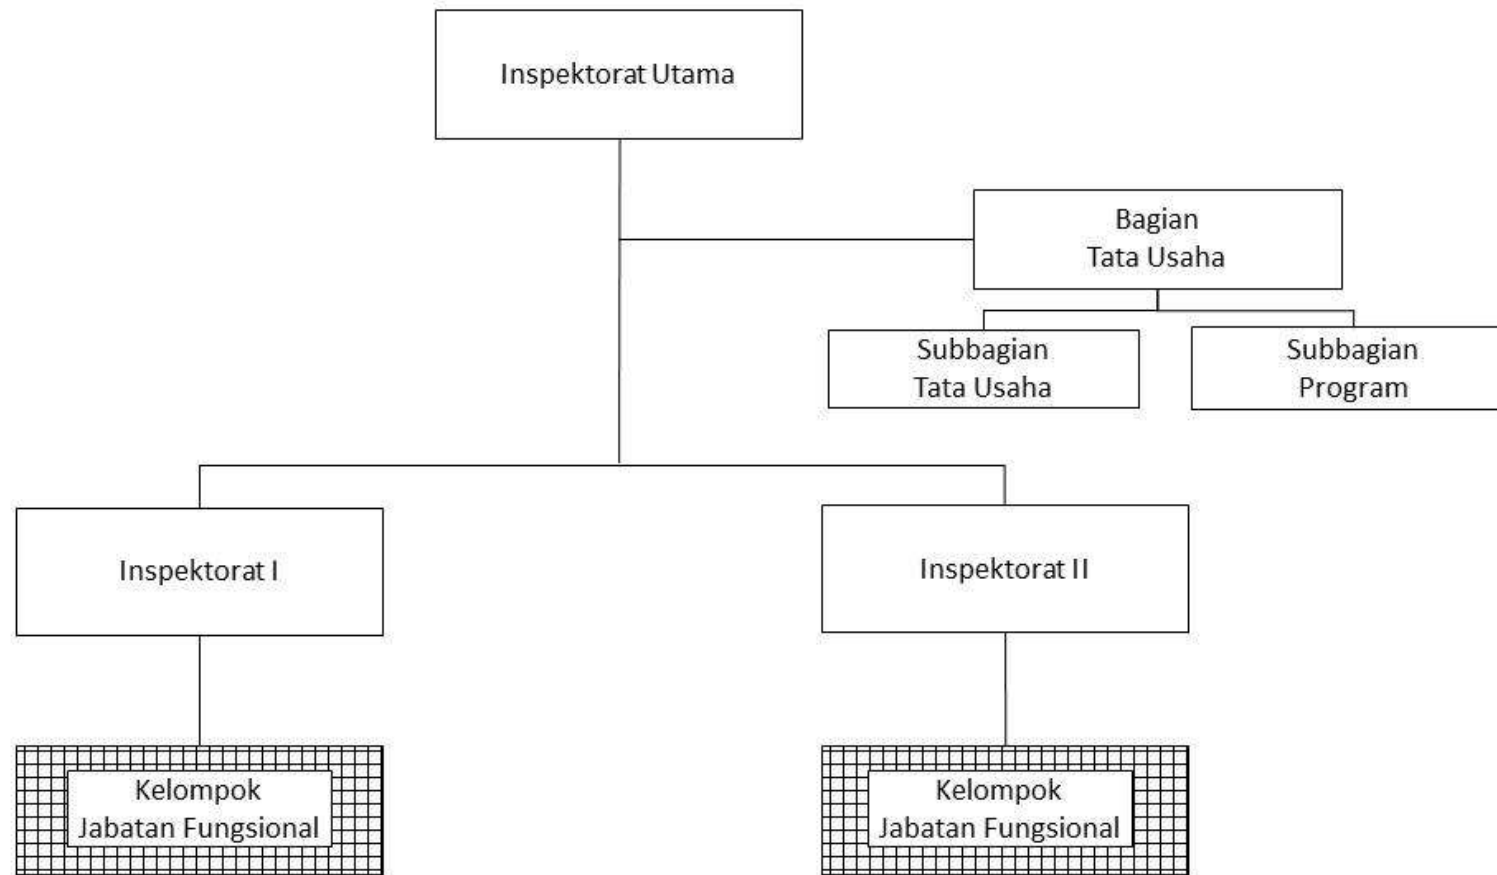 Inspektorat Utama
Bagian
Tata Usaha
Subbagian
Tata Usaha
Subbagian
Program
Inspektorat I
Inspektorat II
Kelompok
Jabatan Fungsional
Kelompok
Jabatan Fungsional